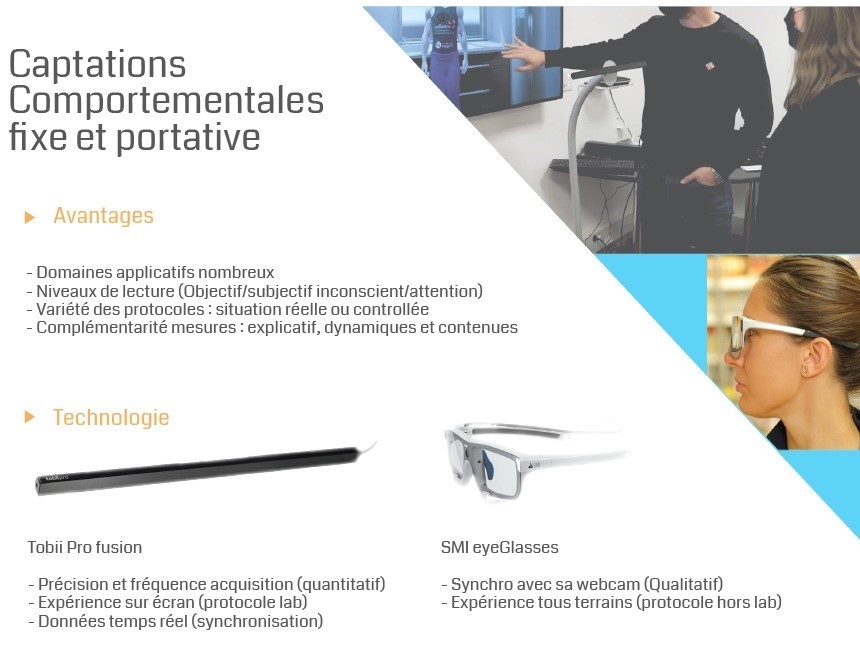 Captations
Comportementales
fixe et portative
Avantages
- Domaines applicatifs nombreux
- Niveaux de lecture (Objectif/subjectif inconscient/attention)
- Variété des protocoles : situation réelle ou controllée
- Complémentarité mesures : explicatif, dynamiques et contenues
Technologie
tobii pro
SMI
Tobii Pro fusion
SMI eyeGlasses
- Précision et fréquence acquisition (quantitatif)
- Expérience sur écran (protocole lab)
- Données temps réel (synchronisation)
- Synchro avec sa webcam (Qualitatif)
- Expérience tous terrains (protocole hors lab)